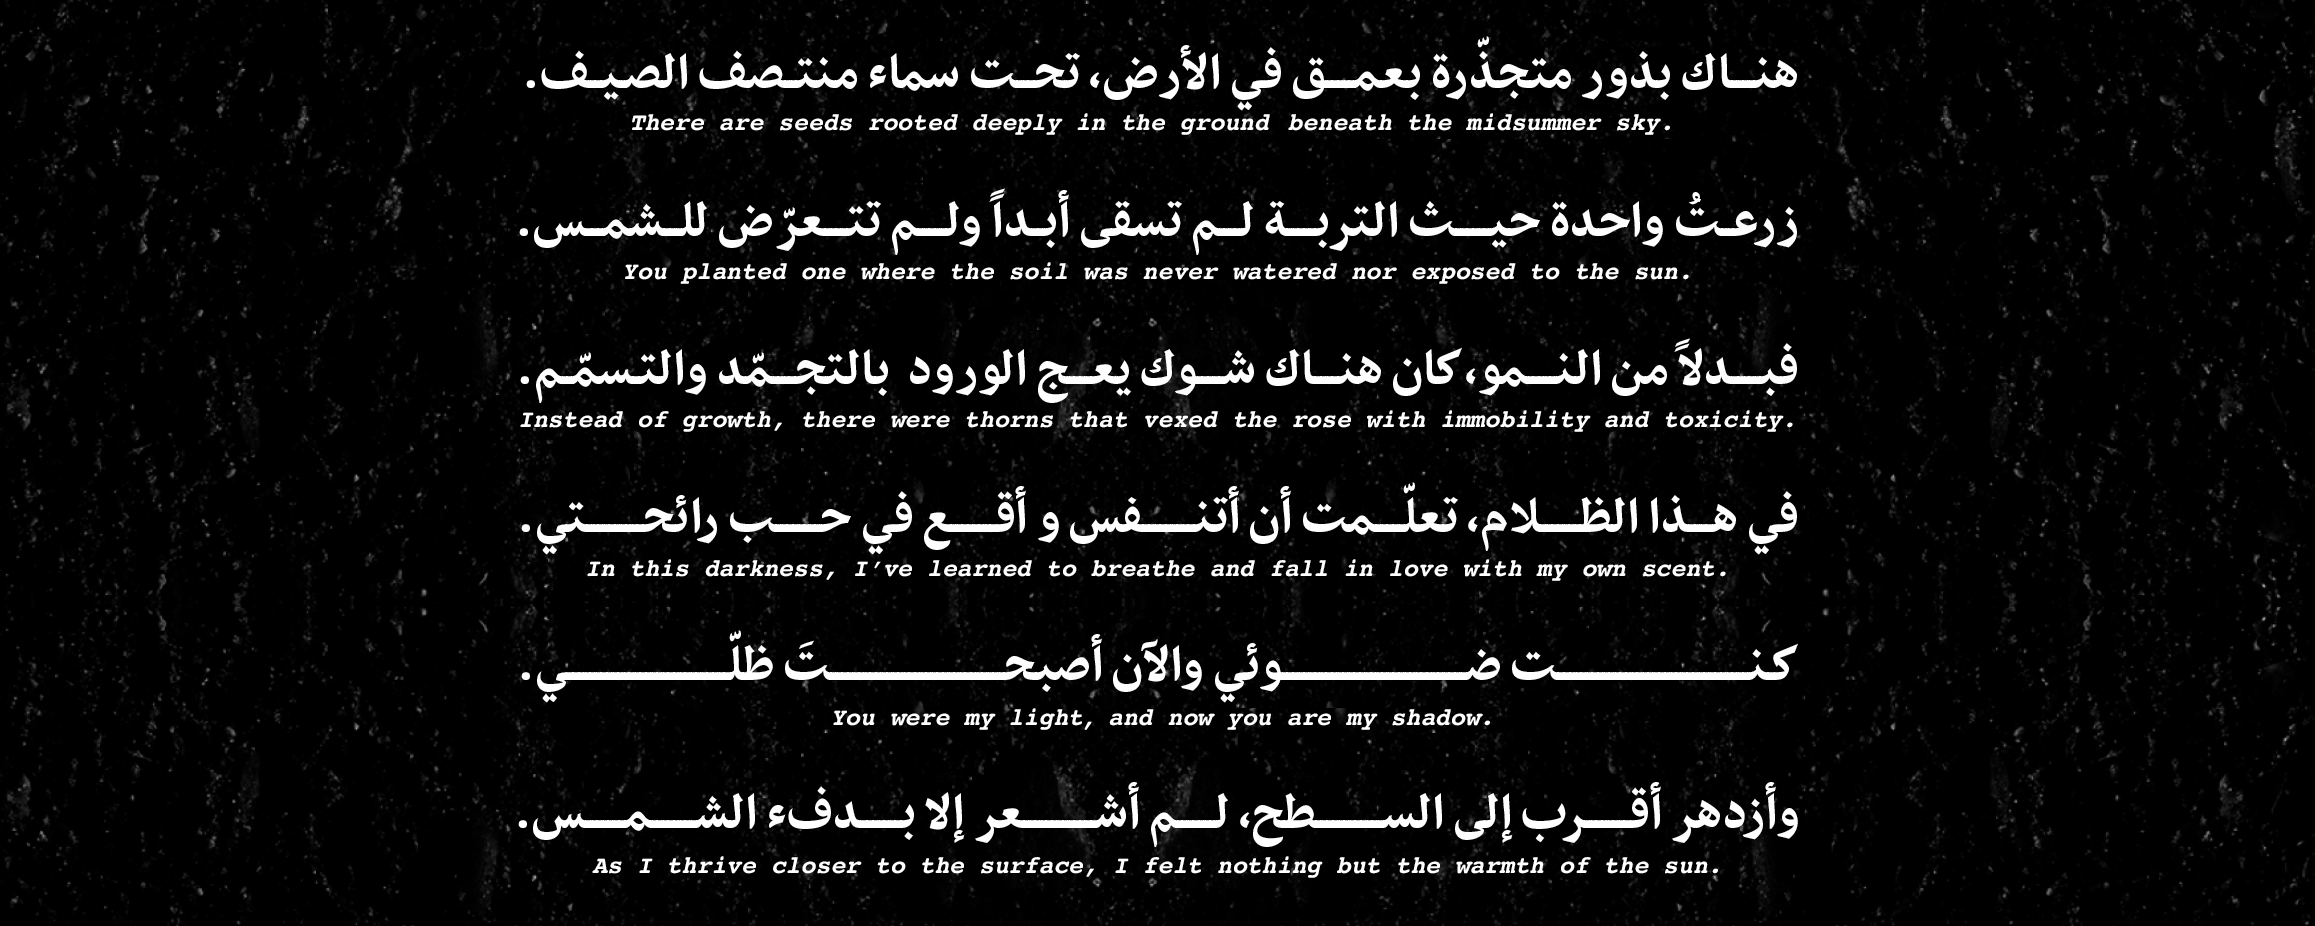 هنـاك بذور متجذّرة بعمـق في الأرض، تحـت سماء منتـصف الصيـف.
There are seeds rooted deeply in the ground beneath the midsummer sky.
زرعـتُ واحدة حيـث التربـة لـم تسقى أبـداً ولـم تتـعرّض للـشمـس.
You planted one where the soil was never watered nor exposed to the sun.
فبـدلاً من النـمو، كان هنـاك شـوك يعـج الورود بالتجـمّد والتـسمّـم.
Instead of growth, there were thorns that vexed the rose with immobility and toxicity.
في هـذا الظـلام، تعلّـمت أن أتنـفس و أقـع في حـب رائحـتي.
In this darkness, I’ve learned to breathe and fall in love with my own scent.
كنـت ضـوئي والآن أصبحـتَ ظلّـي.
You were my light, and now you are my shadow.
وأزدهر أقـرب إلى السـطح، لـم أشـعر إلا بـدفء الشـمـس.
As I thrive closer to the surface, I felt nothing but the warmth of the sun.